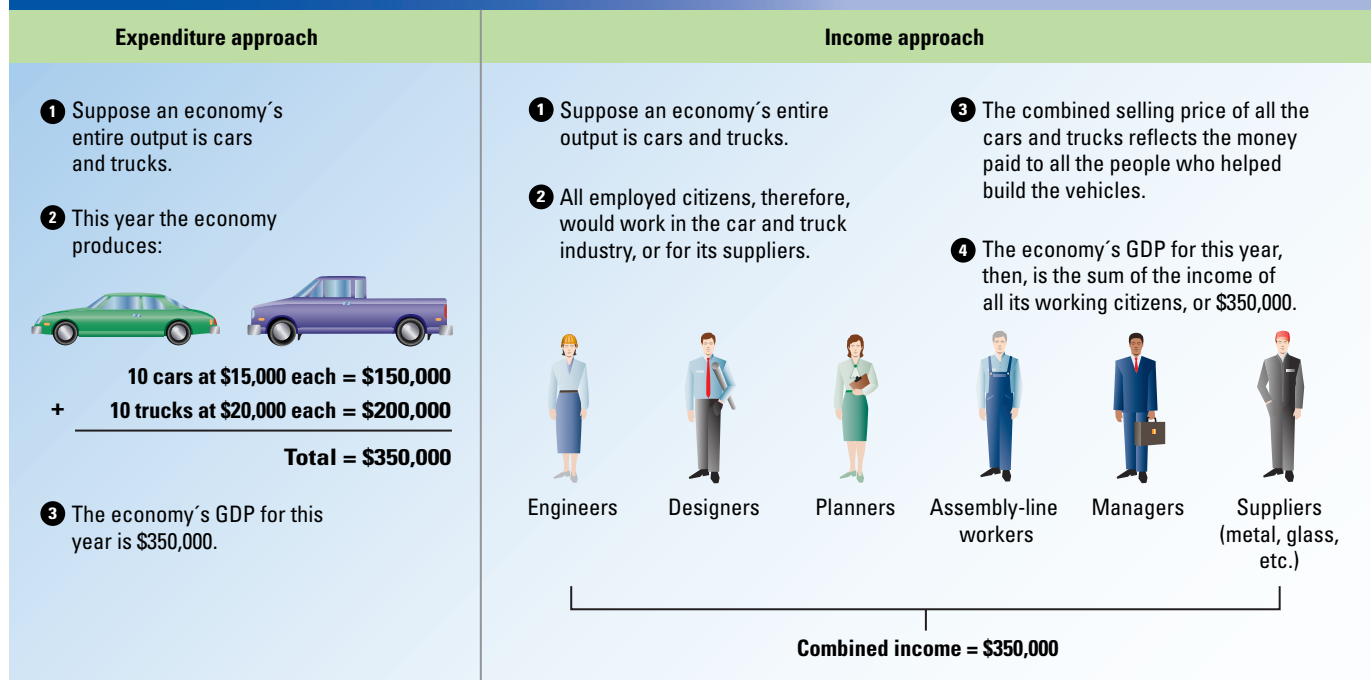 Expenditure approach
Income approach
1 Suppose an economy´s
entire output is cars
and trucks.
2 This year the economy
produces:
10 cars at $15,000 each = $150,000
+ 10 trucks at $20,000 each = $200,000
Total = $350,000
3 The economy´s GDP for this
year is $350,000.
1 Suppose an economy´s entire
output is cars and trucks.
2 All employed citizens, therefore,
would work in the car and truck
industry, or for its suppliers.
3 The combined selling price of all the
cars and trucks reflects the money
paid to all the people who helped
build the vehicles.
4 The economy´s GDP for this year,
then, is the sum of the income of
all its working citizens, or $350,000.
Engineers
Designers
Planners
Assembly-line
workers
Managers
Suppliers
(metal, glass,
etc.)
Combined income = $350,000